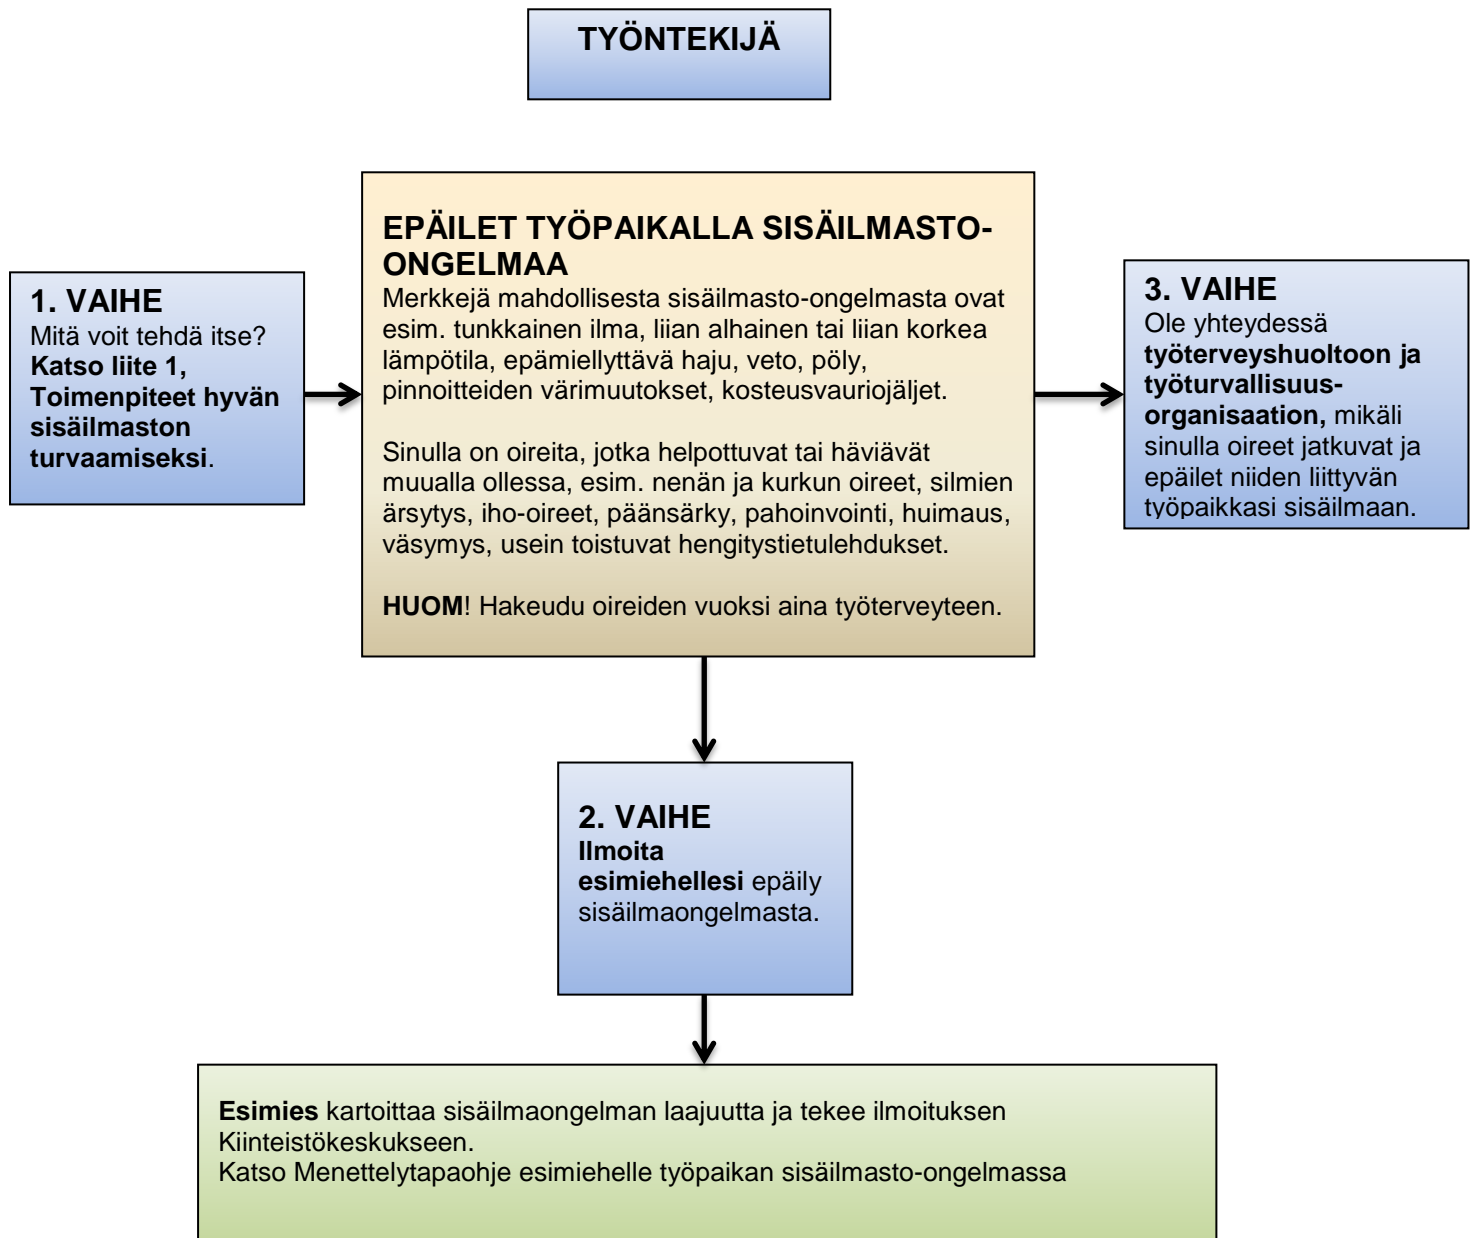 TYÖNTEKIJÄ
1. VAIHE
Mitä voit tehdä itse?
Katso liite 1,
Toimenpiteet hyvän
sisäilmaston
turvaamiseksi.
EPÄILET TYÖPAIKALLA SISÄILMASTO-
ONGELMAA
Merkkejä mahdollisesta sisäilmasto-ongelmasta ovat
esim. tunkkainen ilma, liian alhainen tai liian korkea
lämpötila, epämiellyttävä haju, veto, pöly,
pinnoitteiden värimuutokset, kosteusvauriojäljet.
Sinulla on oireita, jotka helpottuvat tai häviävät
muualla ollessa, esim. nenän ja kurkun oireet, silmien
ärsytys, iho-oireet, päänsärky, pahoinvointi, huimaus,
väsymys, usein toistuvat hengitystietulehdukset.
HUOM! Hakeudu oireiden vuoksi aina työterveyteen.
3. VAIHE
Ole yhteydessä
työterveyshuoltoon ja
työturvallisuus-
organisaation, mikäli
sinulla oireet jatkuvat ja
epäilet niiden liittyvän
työpaikkasi sisäilmaan.
2. VAIHE
Ilmoita
esimiehellesi epäily
sisäilmaongelmasta.
Esimies kartoittaa sisäilmaongelman laajuutta ja tekee ilmoituksen
Kiinteistökeskukseen.
Katso Menettelytapaohje esimiehelle työpaikan sisäilmasto-ongelmassa